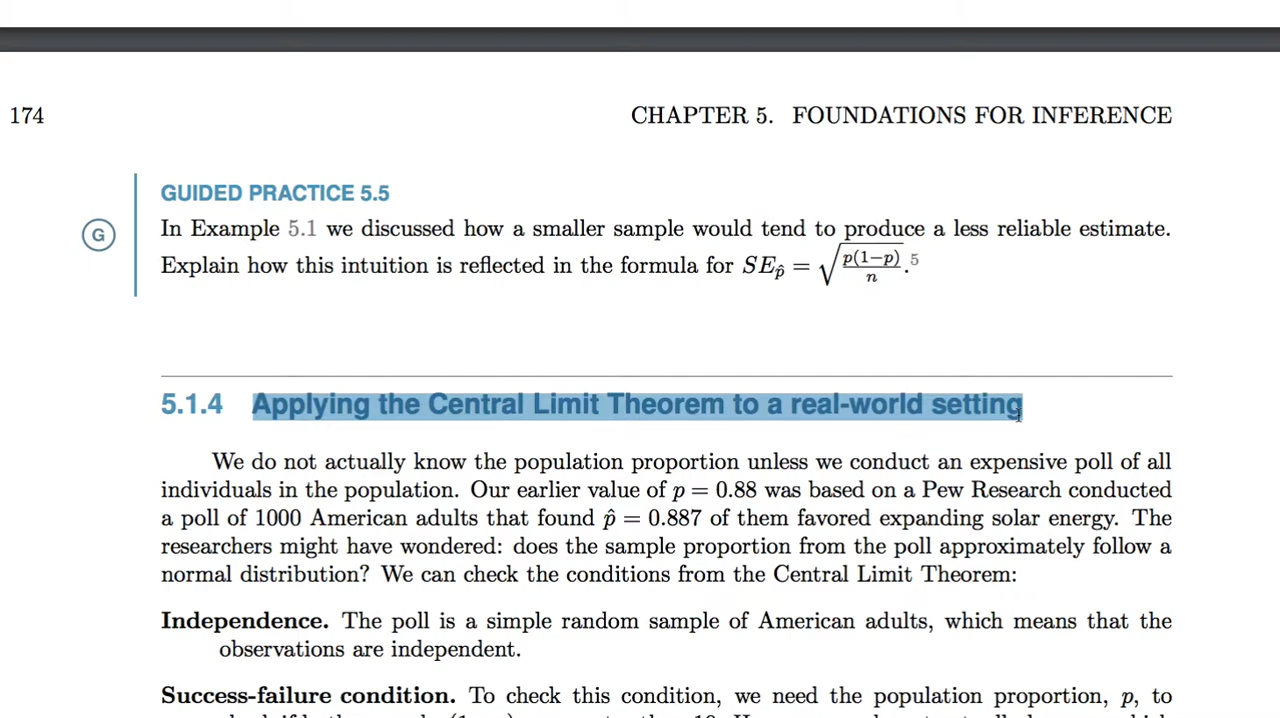 174
CHAPTER 5. FOUNDATIONS FOR INFERENCE
GUIDED PRACTICE 5.5
G
In Example 5.1 we discussed how a smaller sample would tend to produce a less reliable estimate.
Explain how this intuition is reflected in the formula for SE_p̂ = √(p(1−p)/n).⁵
5.1.4 Applying the Central Limit Theorem to a real-world setting
We do not actually know the population proportion unless we conduct an expensive poll of all
individuals in the population. Our earlier value of p = 0.88 was based on a Pew Research conducted
a poll of 1000 American adults that found p̂ = 0.887 of them favored expanding solar energy. The
researchers might have wondered: does the sample proportion from the poll approximately follow a
normal distribution? We can check the conditions from the Central Limit Theorem:
Independence. The poll is a simple random sample of American adults, which means that the
observations are independent.
Success-failure condition. To check this condition, we need the population proportion, p, to